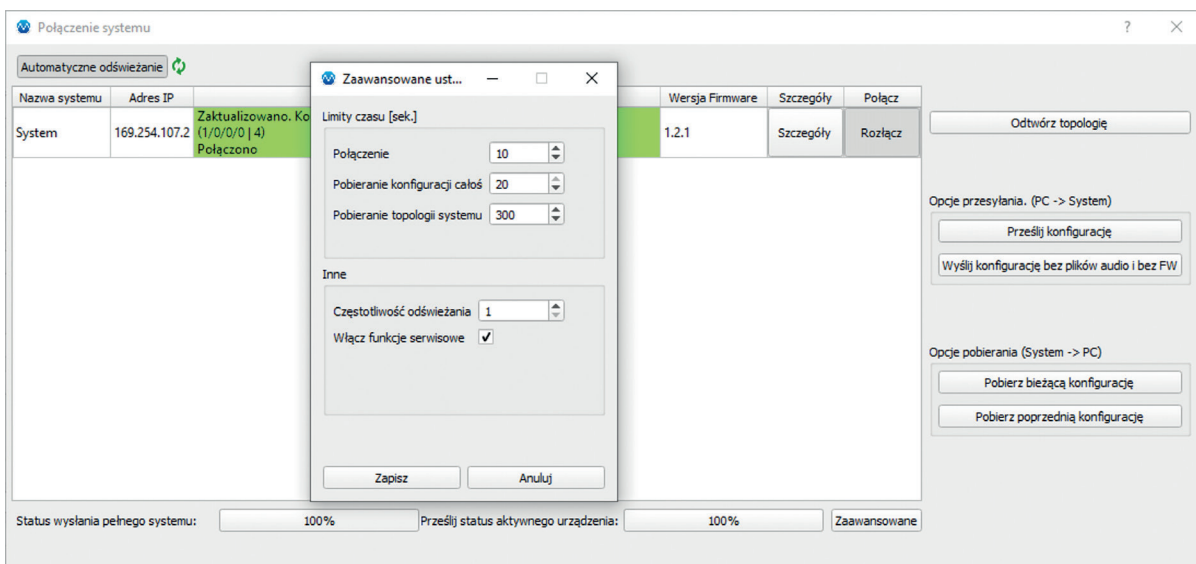 Połączenie systemu
?
Automatyczne odświeżanie
Nazwa systemu Adres IP Wersja Firmware Szczegóły Połącz
System 169.254.107.2 Zaktualizowano. Ko
(1/0/0/0 | 4)
Połączono
1.2.1 Szczegóły Rozłącz
Zaawansowane ust...
Limity czasu [sek.]
Połączenie 10
Pobieranie konfiguracji całoś 20
Pobieranie topologii systemu 300
Inne
Częstotliwość odświeżania 1
Włącz funkcje serwisowe
Zapisz Anuluj
Odtwórz topologię
Opcje przesyłania. (PC -> System)
Prześlij konfigurację
Wyślij konfigurację bez plików audio i bez FW
Opcje pobierania (System -> PC)
Pobierz bieżącą konfigurację
Pobierz poprzednią konfigurację
Status wysłania pełnego systemu: 100% Prześlij status aktywnego urządzenia: 100% Zaawansowane